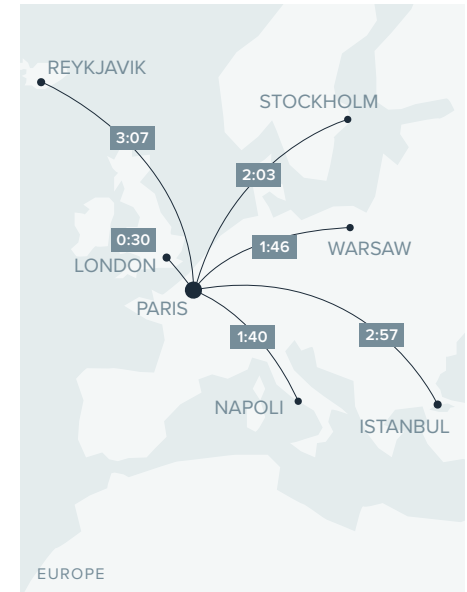 REYKJAVIK
STOCKHOLM
3:07
2:03
0:30
1:46
WARSAW
LONDON
PARIS
1:40
2:57
NAPOLI
ISTANBUL
EUROPE